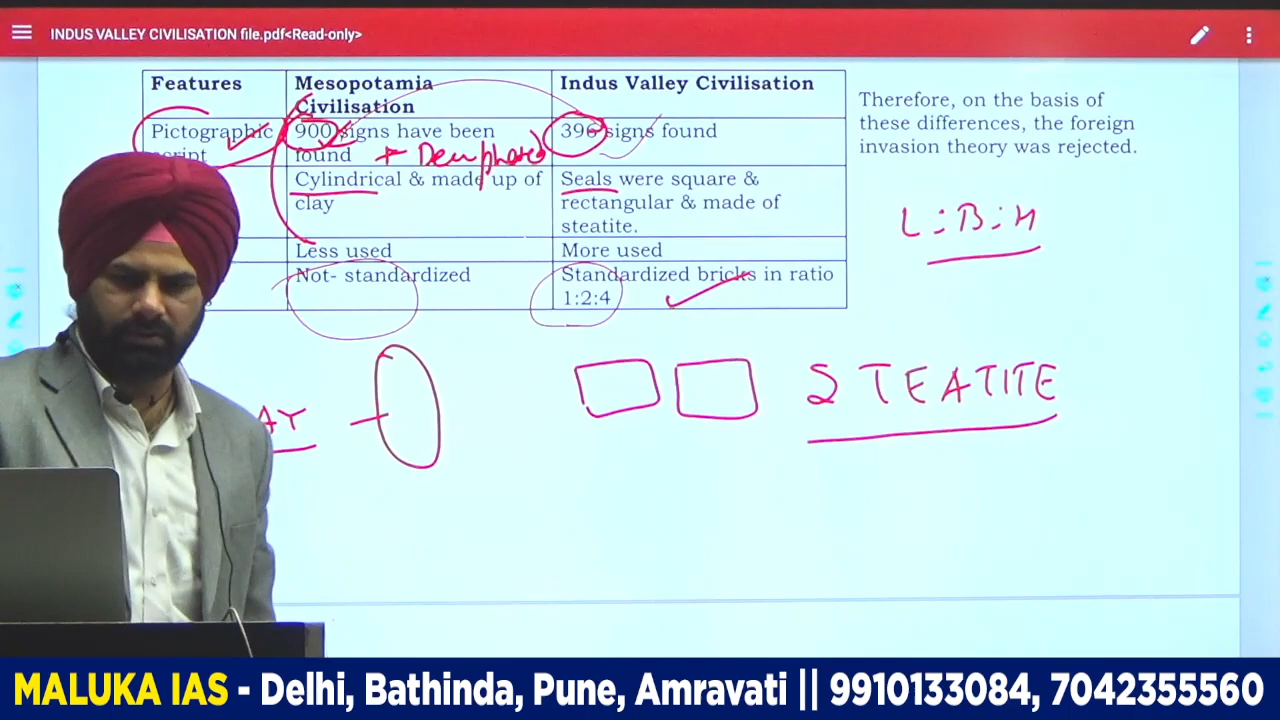 INDUS VALLEY CIVILISATION file.pdf<Read-only>
Features
Mesopotamia
Civilisation
Indus Valley Civilisation
Pictographic
script
900 signs have been
found
396 signs found
+ Deciphered
Cylindrical & made up of
clay
Seals were square &
rectangular & made of
steatite.
Less used
More used
Not- standardized
Standardized bricks in ratio
1:2:4
Therefore, on the basis of
these differences, the foreign
invasion theory was rejected.
L:B:H
AY
STEATITE
MALUKA IAS - Delhi, Bathinda, Pune, Amravati || 9910133084, 7042355560